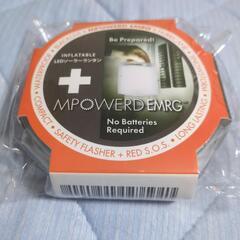 Be Prepared!
INFLATABLE
LEDソーラーランタン
MPOWERD EMRG
No Batteries
Required
WATERPROOF
COMPACT • SAFETY FLASHER + RED S.O.S. • LONG LASTING